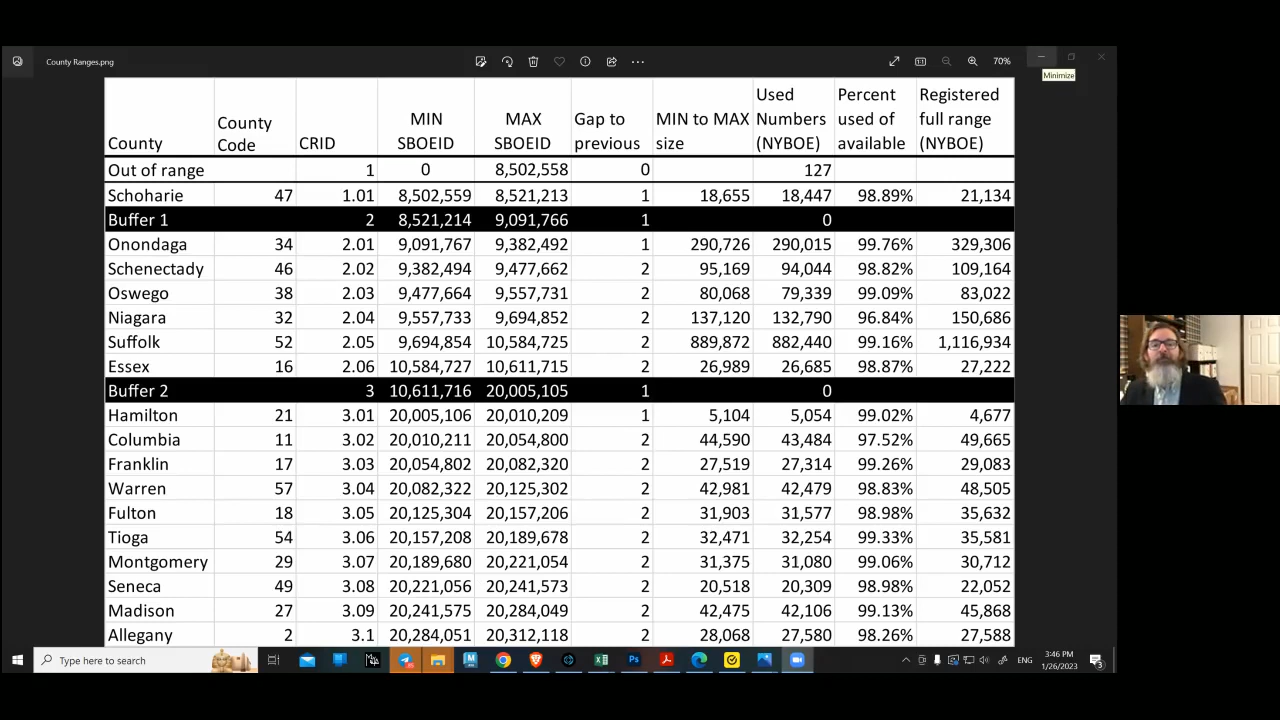 County Ranges.png
70%
Minimize
County County Code CRID MIN SBOEID MAX SBOEID Gap to previous MIN to MAX size Used Numbers (NYBOE) Percent used of available Registered full range (NYBOE)
Out of range 1 0 8,502,558 0 127
Schoharie 47 1.01 8,502,559 8,521,213 1 18,655 18,447 98.89% 21,134
Buffer 1 2 8,521,214 9,091,766 1 0
Onondaga 34 2.01 9,091,767 9,382,492 1 290,726 290,015 99.76% 329,306
Schenectady 46 2.02 9,382,494 9,477,662 2 95,169 94,044 98.82% 109,164
Oswego 38 2.03 9,477,664 9,557,731 2 80,068 79,339 99.09% 83,022
Niagara 32 2.04 9,557,733 9,694,852 2 137,120 132,790 96.84% 150,686
Suffolk 52 2.05 9,694,854 10,584,725 2 889,872 882,440 99.16% 1,116,934
Essex 16 2.06 10,584,727 10,611,715 2 26,989 26,685 98.87% 27,222
Buffer 2 3 10,611,716 20,005,105 1 0
Hamilton 21 3.01 20,005,106 20,010,209 1 5,104 5,054 99.02% 4,677
Columbia 11 3.02 20,010,211 20,054,800 2 44,590 43,484 97.52% 49,665
Franklin 17 3.03 20,054,802 20,082,320 2 27,519 27,314 99.26% 29,083
Warren 57 3.04 20,082,322 20,125,302 2 42,981 42,479 98.83% 48,505
Fulton 18 3.05 20,125,304 20,157,206 2 31,903 31,577 98.98% 35,632
Tioga 54 3.06 20,157,208 20,189,678 2 32,471 32,254 99.33% 35,581
Montgomery 29 3.07 20,189,680 20,221,054 2 31,375 31,080 99.06% 30,712
Seneca 49 3.08 20,221,056 20,241,573 2 20,518 20,309 98.98% 22,052
Madison 27 3.09 20,241,575 20,284,049 2 42,475 42,106 99.13% 45,868
Allegany 2 3.1 20,284,051 20,312,118 2 28,068 27,580 98.26% 27,588
Type here to search
ENG
3:46 PM
1/26/2023